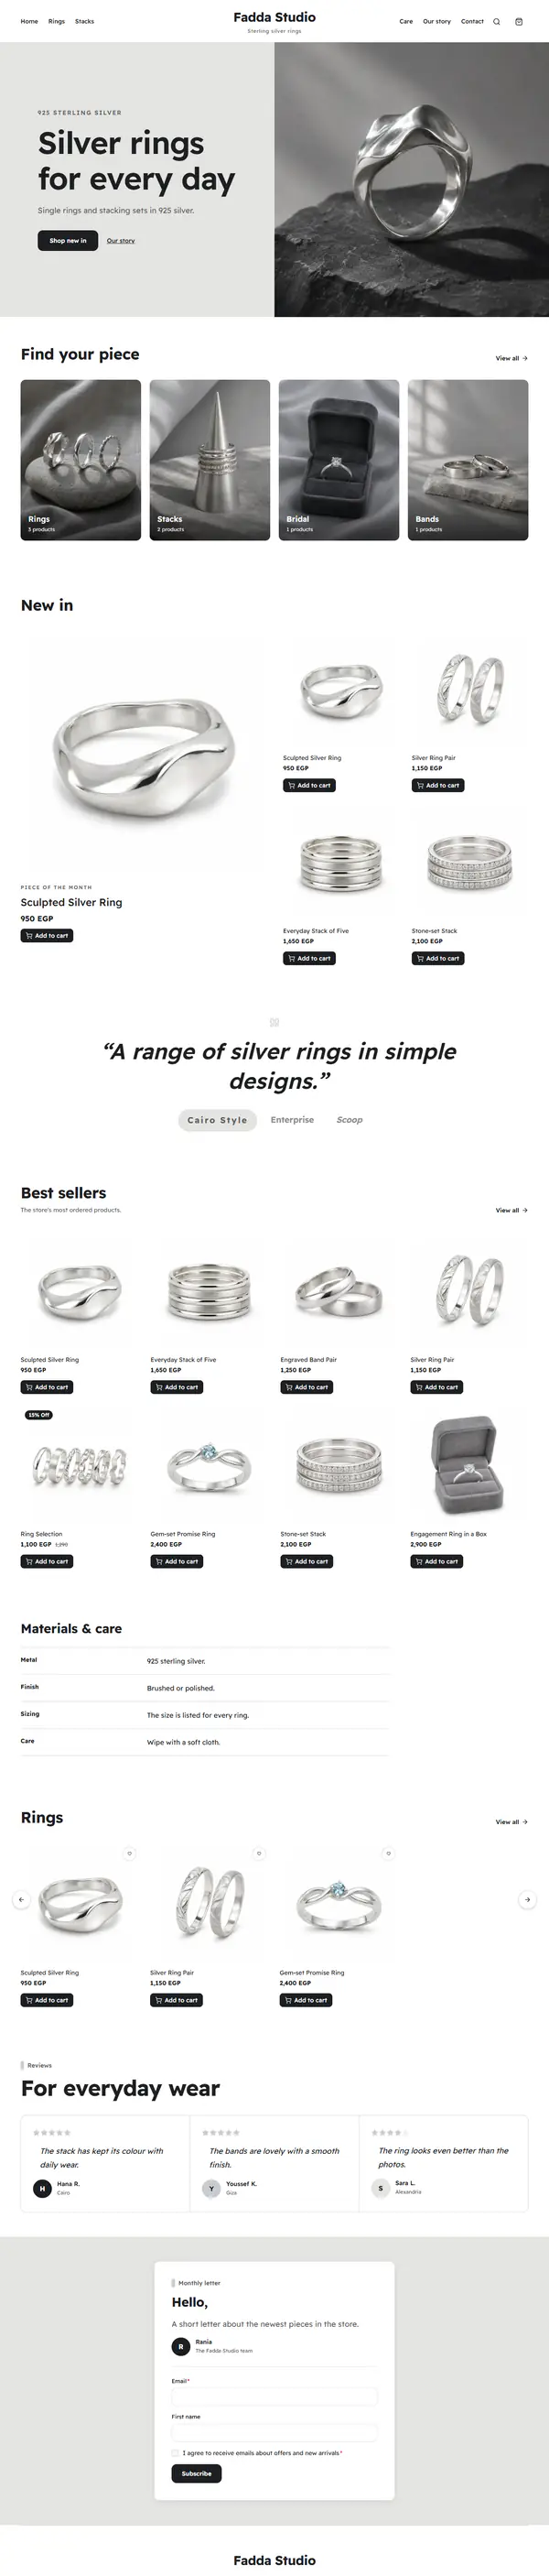 Home
Rings
Stacks
Fadda Studio
Sterling silver rings
Care
Our story
Contact
925 STERLING SILVER
Silver rings
for every day
Single rings and stacking sets in 925 silver.
Shop new in
Our story
Find your piece
View all →
Rings
3 products
Stacks
2 products
Bridal
1 products
Bands
1 products
New in
PIECE OF THE MONTH
Sculpted Silver Ring
950 EGP
Add to cart
Sculpted Silver Ring
950 EGP
Add to cart
Silver Ring Pair
1,150 EGP
Add to cart
Everyday Stack of Five
1,650 EGP
Add to cart
Stone-set Stack
2,100 EGP
Add to cart
“A range of silver rings in simple
designs.”
Cairo Style
Enterprise
Scoop
Best sellers
The store's most ordered products.
View all →
Sculpted Silver Ring
950 EGP
Add to cart
Everyday Stack of Five
1,650 EGP
Add to cart
Engraved Band Pair
1,250 EGP
Add to cart
Silver Ring Pair
1,150 EGP
Add to cart
15% Off
Ring Selection
1,100 EGP
Add to cart
Gem-set Promise Ring
2,400 EGP
Add to cart
Stone-set Stack
2,100 EGP
Add to cart
Engagement Ring in a Box
2,900 EGP
Add to cart
Materials & care
Metal
925 sterling silver.
Finish
Brushed or polished.
Sizing
The size is listed for every ring.
Care
Wipe with a soft cloth.
Rings
View all →
Sculpted Silver Ring
950 EGP
Add to cart
Silver Ring Pair
1,150 EGP
Add to cart
Gem-set Promise Ring
2,400 EGP
Add to cart
Reviews
For everyday wear
The stack has kept its colour with
daily wear.
H
Hana R.
Cairo
The bands are lovely with a smooth
finish.
Y
Youssef K.
Giza
The ring looks even better than the
photos.
S
Sara L.
Alexandria
Monthly letter
Hello,
A short letter about the newest pieces in the store.
R
Rania
The Fadda Studio team
Email*
First name
I agree to receive emails about offers and new arrivals*
Subscribe
Fadda Studio